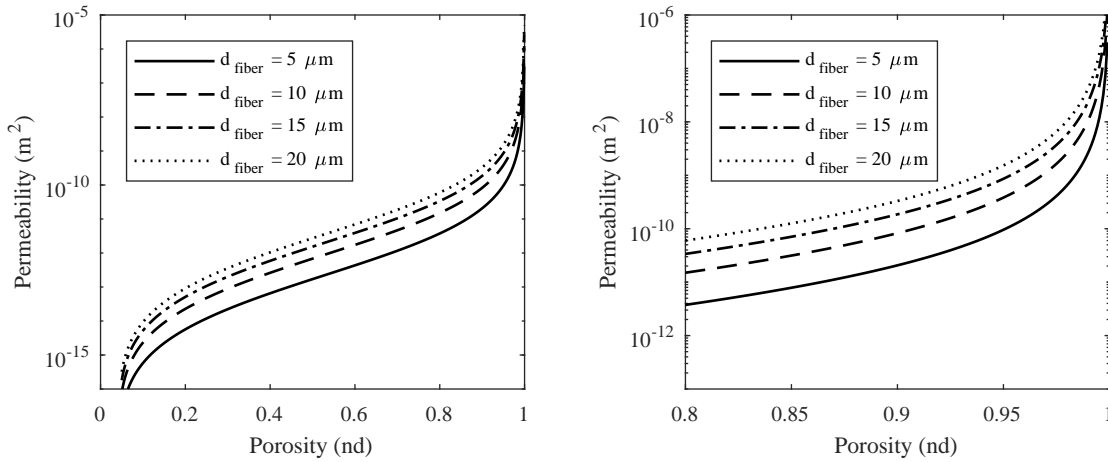 10^-5
10^-10
10^-15
Permeability (m^2)
d fiber = 5 μm
d fiber = 10 μm
d fiber = 15 μm
d fiber = 20 μm
0 0.2 0.4 0.6 0.8 1
Porosity (nd)
10^-6
10^-8
10^-10
10^-12
Permeability (m^2)
d fiber = 5 μm
d fiber = 10 μm
d fiber = 15 μm
d fiber = 20 μm
0.8 0.85 0.9 0.95 1
Porosity (nd)